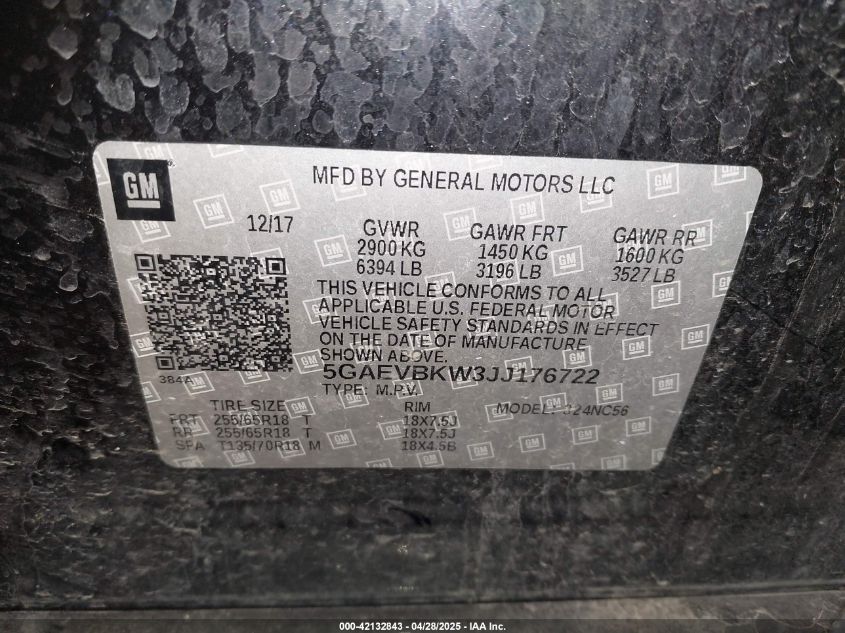 GM
MFD BY GENERAL MOTORS LLC
12/17
GVWR GAWR FRT GAWR RR
2900 KG 1450 KG 1600 KG
6394 LB 3196 LB 3527 LB
THIS VEHICLE CONFORMS TO ALL
APPLICABLE U.S. FEDERAL MOTOR
VEHICLE SAFETY STANDARDS IN EFFECT
ON THE DATE OF MANUFACTURE
SHOWN ABOVE.
384A
5GAEVBKW3JJ176722
TYPE: M.P.V.
TIRE SIZE RIM MODEL: 324NC56
FRT 255/65R18 T 18X7.5J
RR 255/65R18 T 18X7.5J
SPA T135/70R18 M 18X4.5B
000-42132843 / 04/28/2025 - IAA Inc.